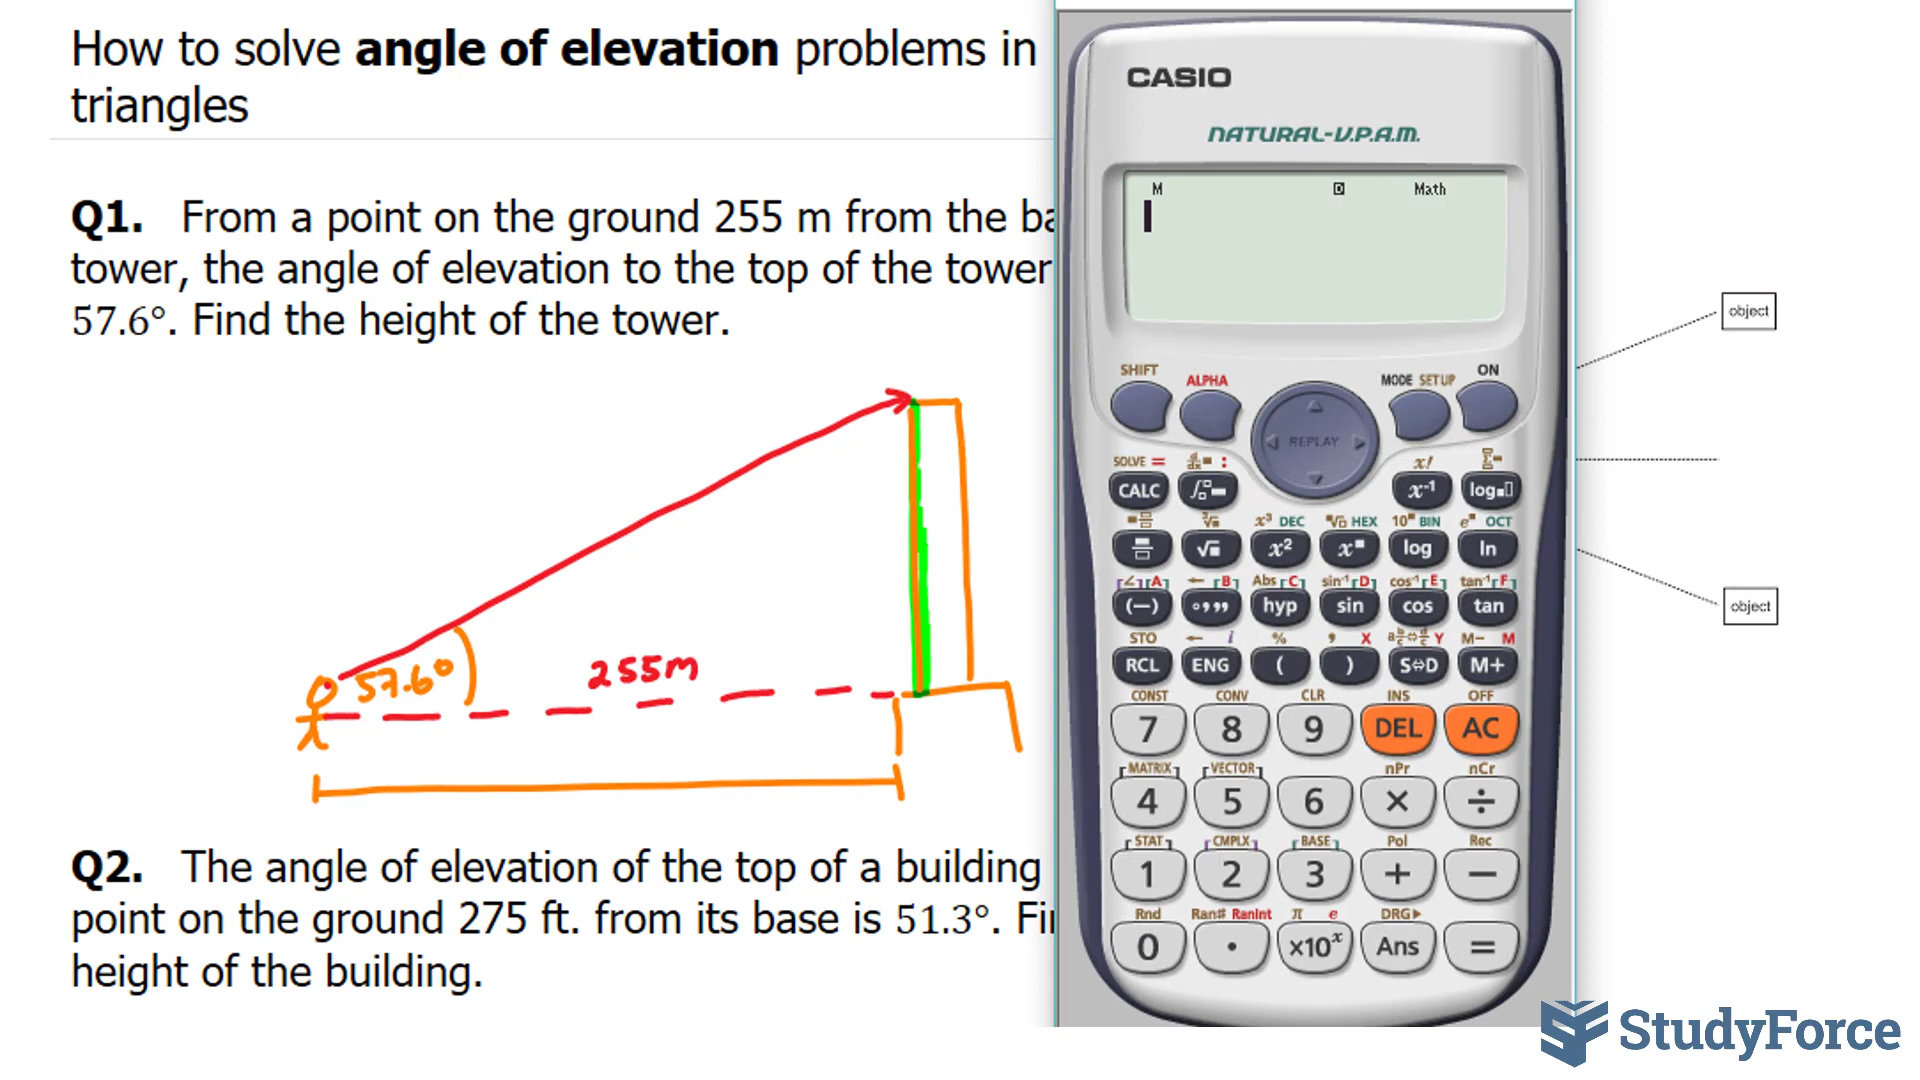 How to solve angle of elevation problems in
triangles
Q1. From a point on the ground 255 m from the ba
tower, the angle of elevation to the top of the tower
57.6°. Find the height of the tower.
57.6°
255m
Q2. The angle of elevation of the top of a building
point on the ground 275 ft. from its base is 51.3°. Fi
height of the building.
CASIO
NATURAL-V.P.A.M.
M D Math
SHIFT ALPHA MODE SETUP ON
REPLAY
SOLVE = d/dx : x! Σ
CALC ∫ x⁻¹ log
x³ DEC HEX 10 BIN e OCT
√ x² x log ln
∠ A ← B Abs C sin⁻¹ D cos⁻¹ E tan⁻¹ F
(−) hyp sin cos tan
STO ← i % , X Y M− M
RCL ENG ( ) S⇔D M+
CONST CONV CLR INS OFF
7 8 9 DEL AC
MATRIX VECTOR nPr nCr
4 5 6 × ÷
STAT CMPLX BASE Pol Rec
1 2 3 + −
Rnd Ran# RanInt π e DRG▶
0 . ×10ˣ Ans =
object
object
StudyForce